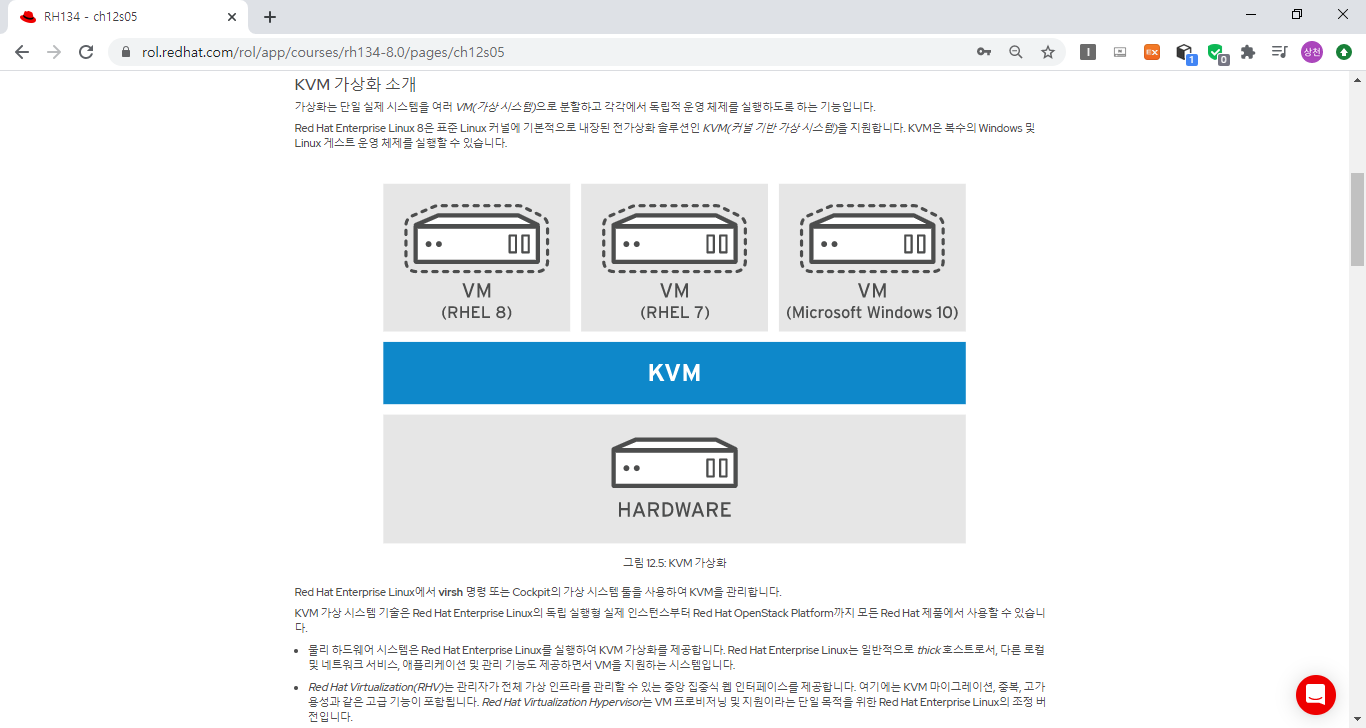 RH134 - ch12s05
rol.redhat.com/rol/app/courses/rh134-8.0/pages/ch12s05
EX
1
0
상천
KVM 가상화 소개
가상화는 단일 실제 시스템을 여러 VM(가상 시스템)으로 분할하고 각각에서 독립적 운영 체제를 실행하도록 하는 기능입니다.
Red Hat Enterprise Linux 8은 표준 Linux 커널에 기본적으로 내장된 전가상화 솔루션인 KVM(커널 기반 가상 시스템)을 지원합니다. KVM은 복수의 Windows 및
Linux 게스트 운영 체제를 실행할 수 있습니다.
VM
(RHEL 8)
VM
(RHEL 7)
VM
(Microsoft Windows 10)
KVM
HARDWARE
그림 12.5: KVM 가상화
Red Hat Enterprise Linux에서 virsh 명령 또는 Cockpit의 가상 시스템 툴을 사용하여 KVM을 관리합니다.
KVM 가상 시스템 기술은 Red Hat Enterprise Linux의 독립 실행형 실제 인스턴스부터 Red Hat OpenStack Platform까지 모든 Red Hat 제품에서 사용할 수 있습니
다.
• 물리 하드웨어 시스템은 Red Hat Enterprise Linux를 실행하여 KVM 가상화를 제공합니다. Red Hat Enterprise Linux는 일반적으로 thick 호스트로서, 다른 로컬
및 네트워크 서비스, 애플리케이션 및 관리 기능도 제공하면서 VM을 지원하는 시스템입니다.
• Red Hat Virtualization(RHV)는 관리자가 전체 가상 인프라를 관리할 수 있는 중앙 집중식 웹 인터페이스를 제공합니다. 여기에는 KVM 마이그레이션, 중복, 고가
용성과 같은 고급 기능이 포함됩니다. Red Hat Virtualization Hypervisor는 VM 프로비저닝 및 지원이라는 단일 목적을 위한 Red Hat Enterprise Linux의 조정 버
전입니다.